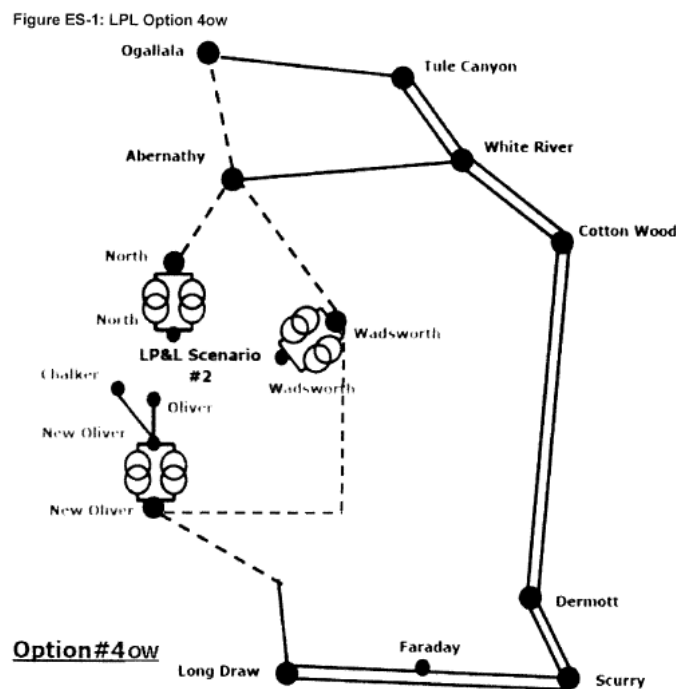 Figure ES-1: LPL Option 4ow
Ogallala
Tule Canyon
Abernathy
White River
Cotton Wood
North
North
Wadsworth
LP&L Scenario
#2
Wadsworth
Chalker
Oliver
New Oliver
New Oliver
Dermott
Option#4ow
Faraday
Long Draw
Scurry